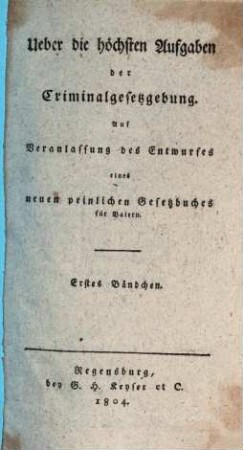 Ueber die höchsten Aufgaben
der
Criminalgesetzgebung.
Auf
Veranlassung des Entwurfes
eines
neuen peinlichen Gesetzbuches
für Baiern.
Erstes Bändchen.
Regensburg,
bey G. H. Keyser et C.
1804.